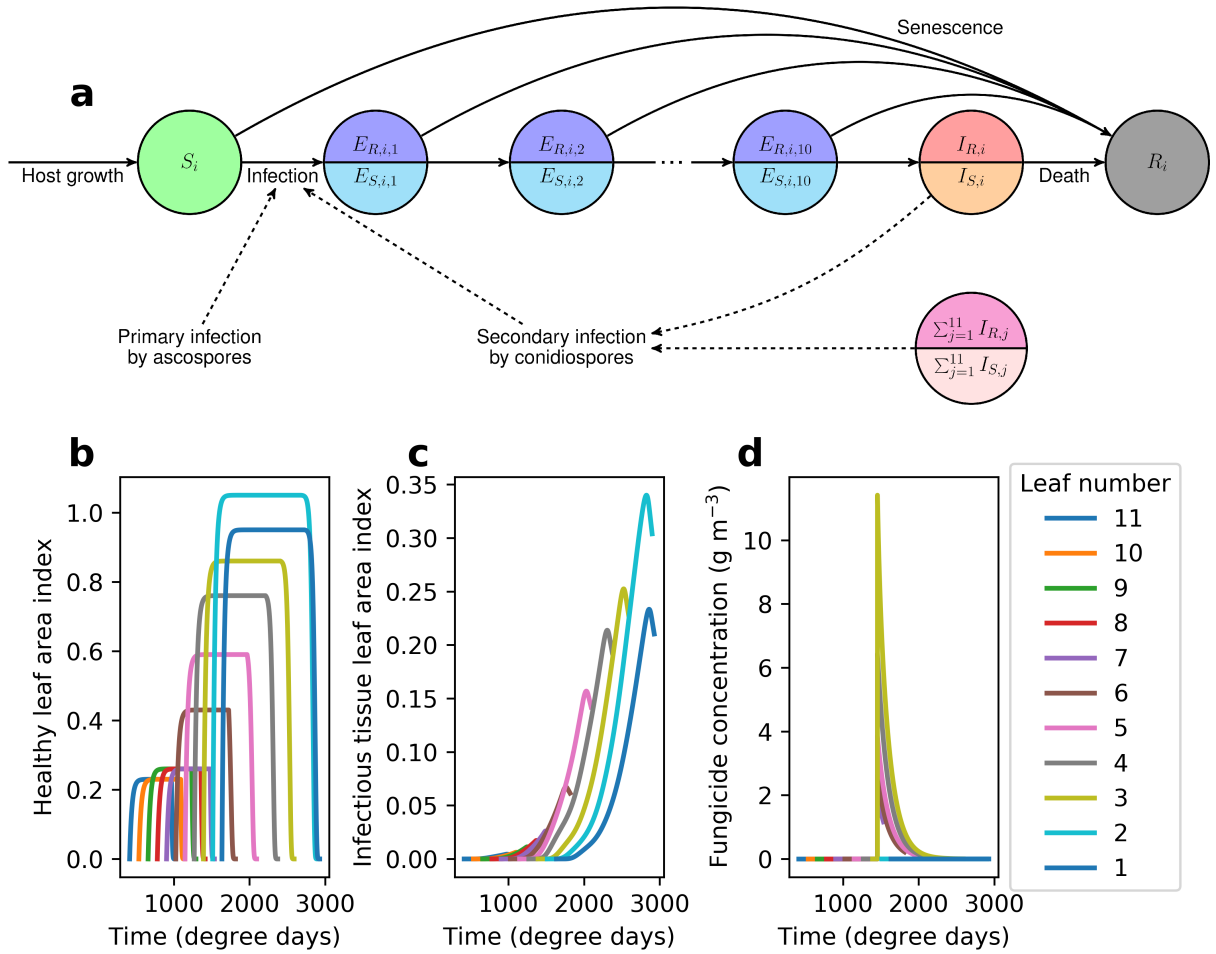 Senescence
a
S_i
E_{R,i,1}
E_{S,i,1}
E_{R,i,2}
E_{S,i,2}
...
E_{R,i,10}
E_{S,i,10}
I_{R,i}
I_{S,i}
R_i
Host growth
Infection
Death
Primary infection
by ascospores
Secondary infection
by conidiospores
∑_{j=1}^{11} I_{R,j}
∑_{j=1}^{11} I_{S,j}
b
Healthy leaf area index
1.0
0.8
0.6
0.4
0.2
0.0
1000 2000 3000
Time (degree days)
c
Infectious tissue leaf area index
0.35
0.30
0.25
0.20
0.15
0.10
0.05
0.00
1000 2000 3000
Time (degree days)
d
Fungicide concentration (g m⁻³)
10
8
6
4
2
0
1000 2000 3000
Time (degree days)
Leaf number
11
10
9
8
7
6
5
4
3
2
1